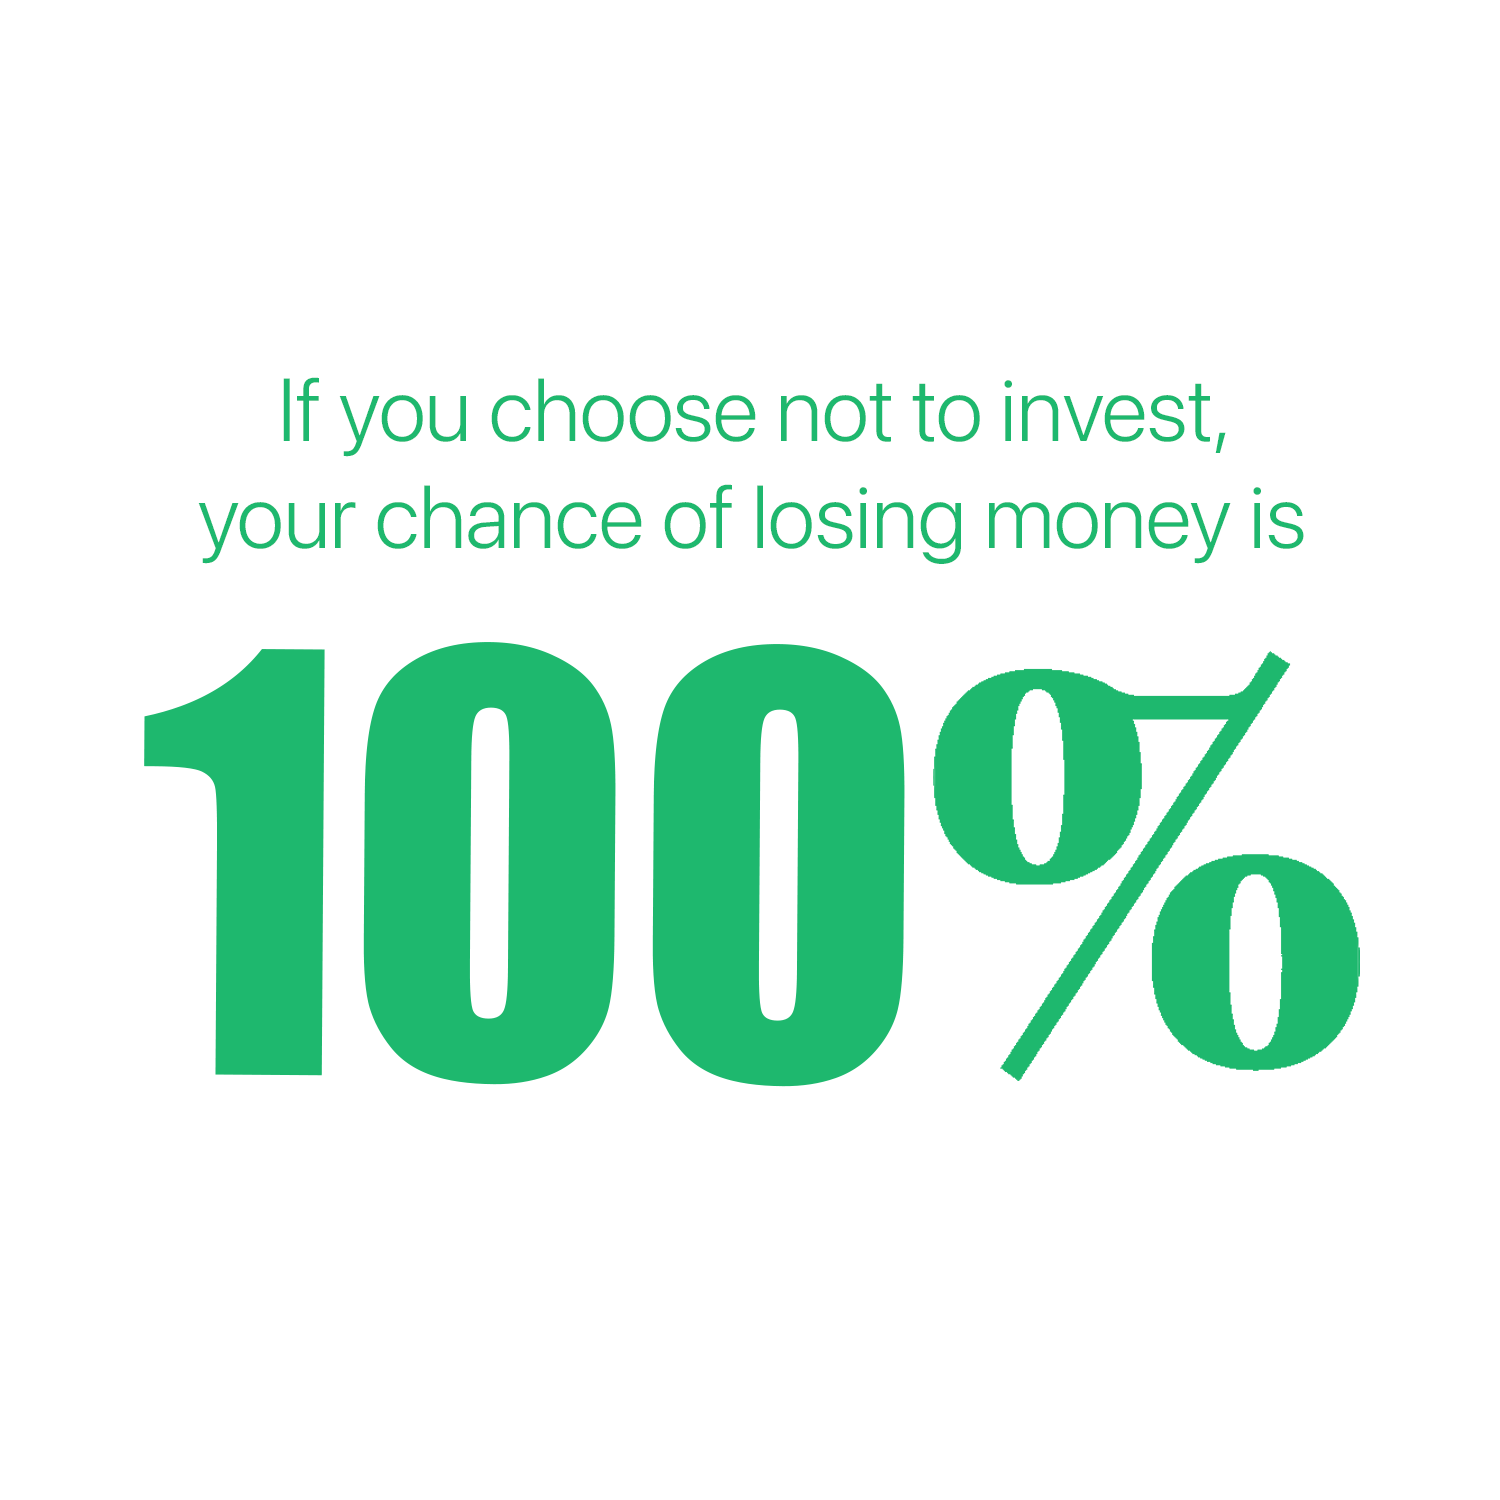 If you choose not to invest,
your chance of losing money is
100%